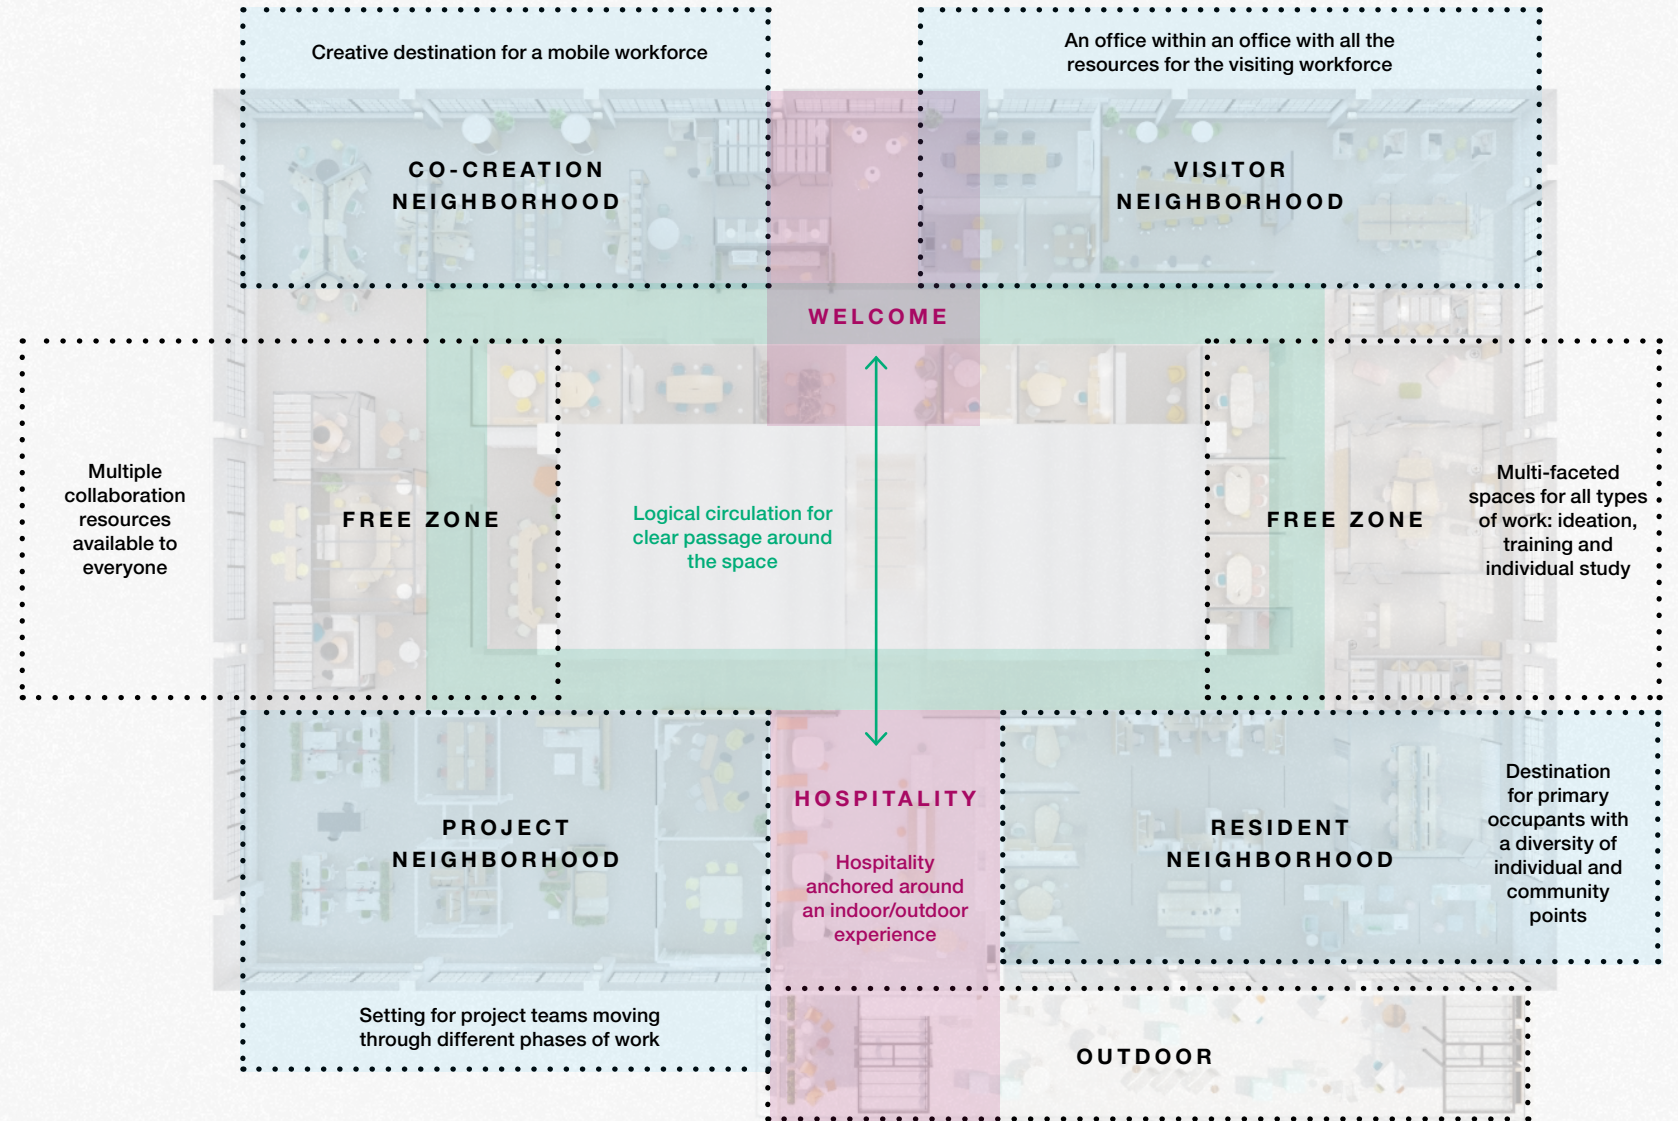 Creative destination for a mobile workforce
An office within an office with all the
resources for the visiting workforce
CO-CREATION
NEIGHBORHOOD
VISITOR
NEIGHBORHOOD
WELCOME
Multiple
collaboration
resources
available to
everyone
FREE ZONE
Logical circulation for
clear passage around
the space
FREE ZONE
Multi-faceted
spaces for all types
of work: ideation,
training and
individual study
PROJECT
NEIGHBORHOOD
HOSPITALITY
Hospitality
anchored around
an indoor/outdoor
experience
RESIDENT
NEIGHBORHOOD
Destination
for primary
occupants with
a diversity of
individual and
community
points
Setting for project teams moving
through different phases of work
OUTDOOR